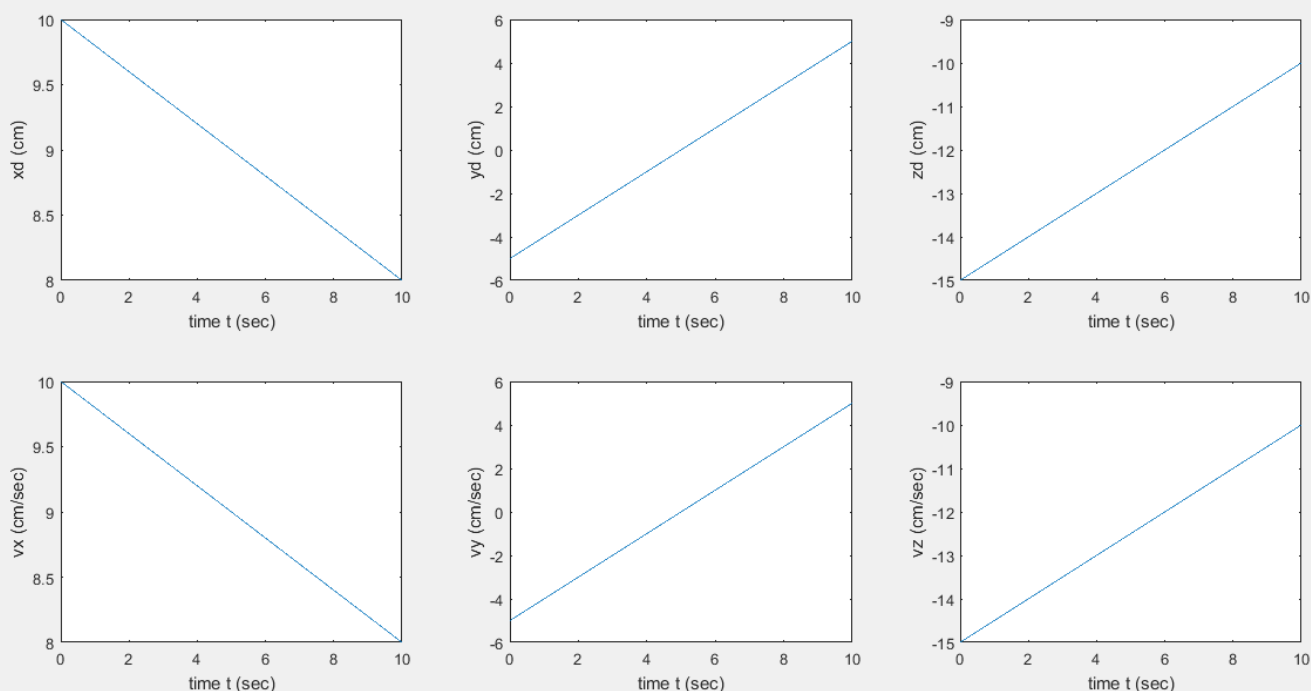 10
9.5
9
8.5
8
xd (cm)
0 2 4 6 8 10
time t (sec)
6
4
2
0
-2
-4
-6
yd (cm)
0 2 4 6 8 10
time t (sec)
-9
-10
-11
-12
-13
-14
-15
zd (cm)
0 2 4 6 8 10
time t (sec)
10
9.5
9
8.5
8
vx (cm/sec)
0 2 4 6 8 10
time t (sec)
6
4
2
0
-2
-4
-6
vy (cm/sec)
0 2 4 6 8 10
time t (sec)
-9
-10
-11
-12
-13
-14
-15
vz (cm/sec)
0 2 4 6 8 10
time t (sec)